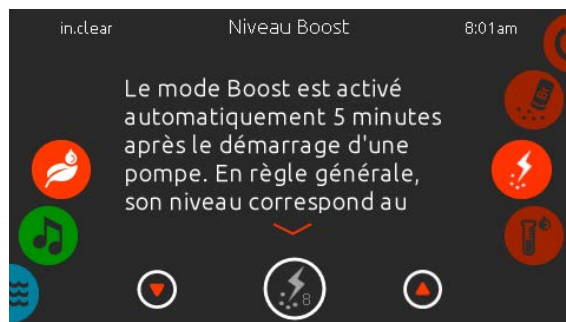 in.clear
Niveau Boost
8:01am
Le mode Boost est activé
automatiquement 5 minutes
après le démarrage d'une
pompe. En règle générale,
son niveau correspond au
Br
8